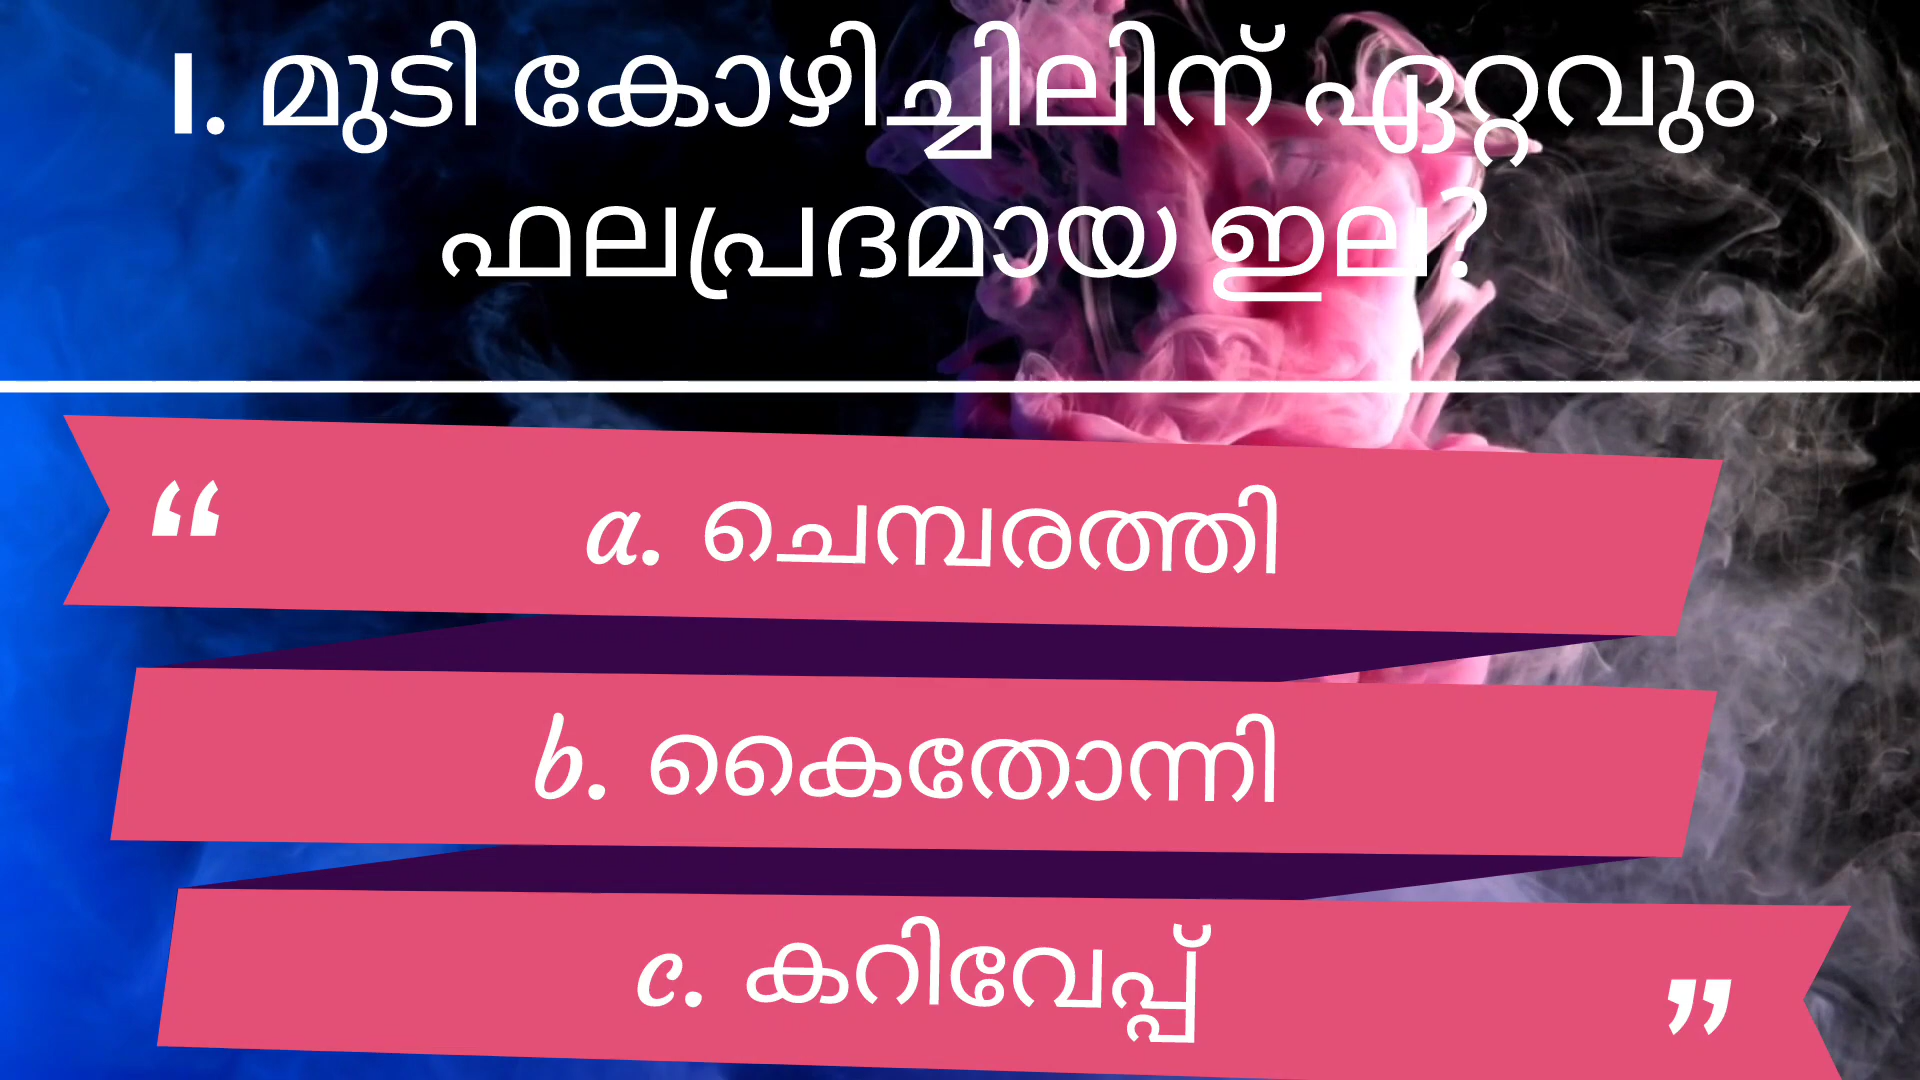 1. മുടി കോഴിച്ചിലിന് ഏറ്റവും
ഫലപ്രദമായ ഇല?
“
a. ചെമ്പരത്തി
b. കൈതോന്നി
c. കറിവേപ്പ്
”